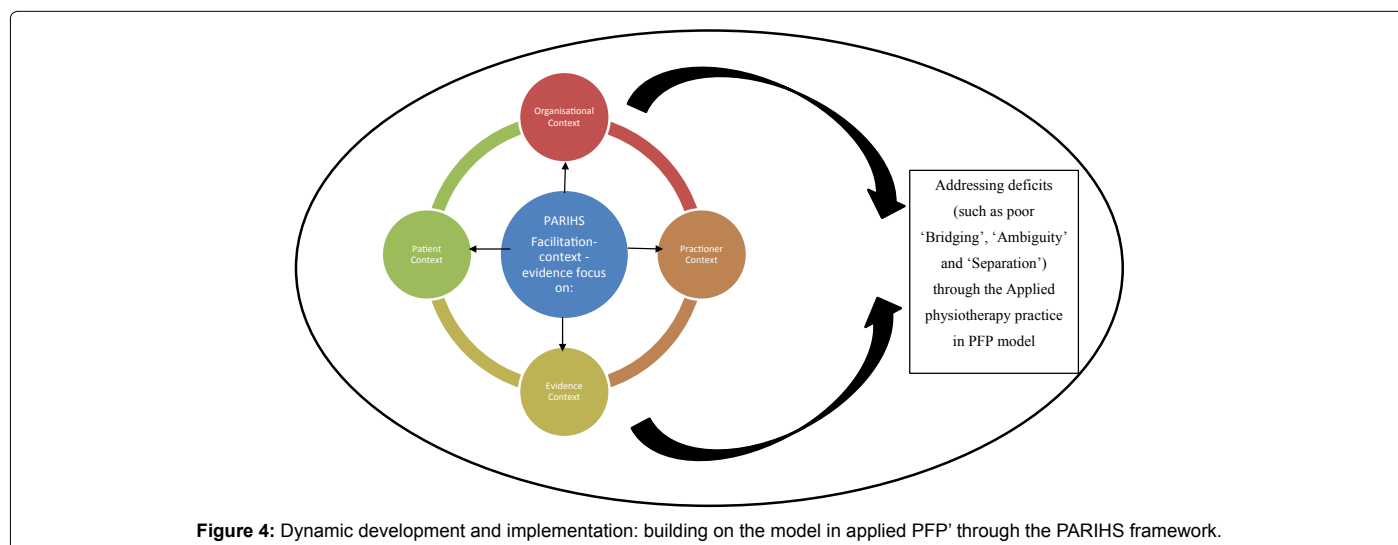 Organisational
Context
Patient
Context
PARIHS
Facilitation-
context -
evidence focus
on:
Practioner
Context
Evidence
Context
Addressing deficits
(such as poor
‘Bridging’, ‘Ambiguity’
and ‘Separation’)
through the Applied
physiotherapy practice
in PFP model
Figure 4: Dynamic development and implementation: building on the model in applied PFP’ through the PARIHS framework.